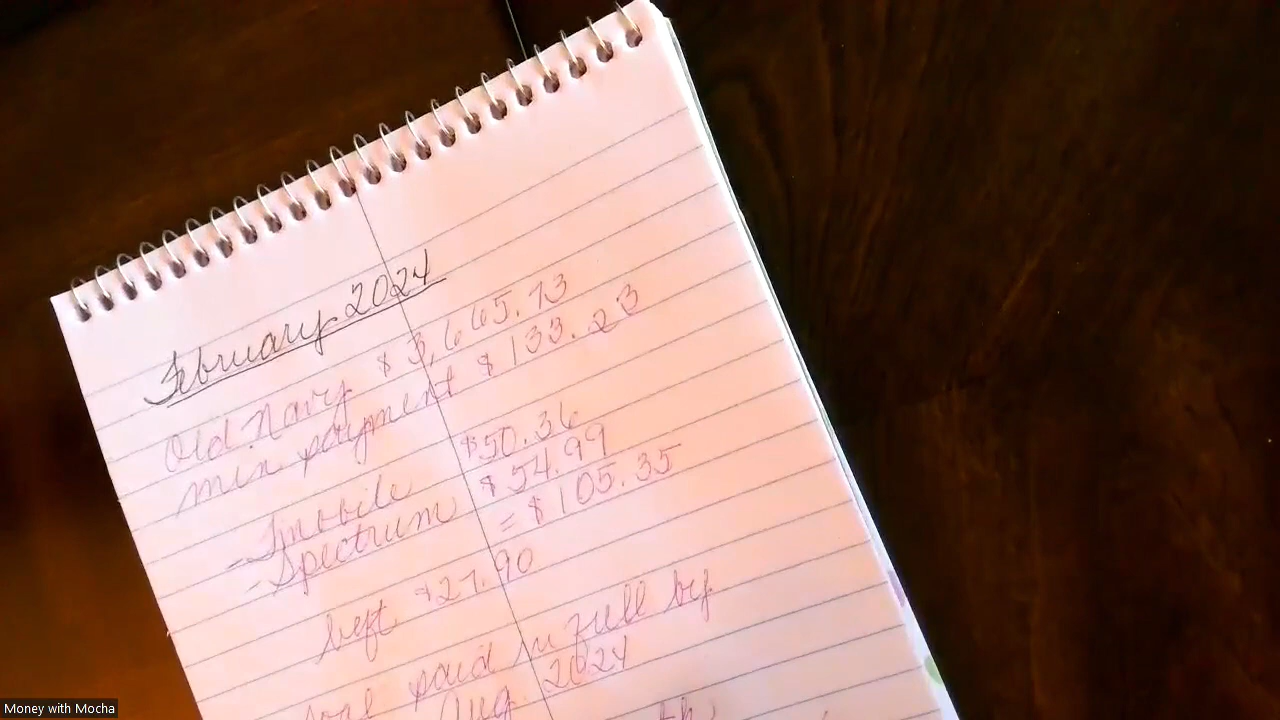 February 2024
Old Navy $3,665.73
min payment $133.23
- Tmobile $50.36
- Spectrum $54.99
= $105.35
left $27.90
paid in full by
Aug. 2024
Money with Mocha